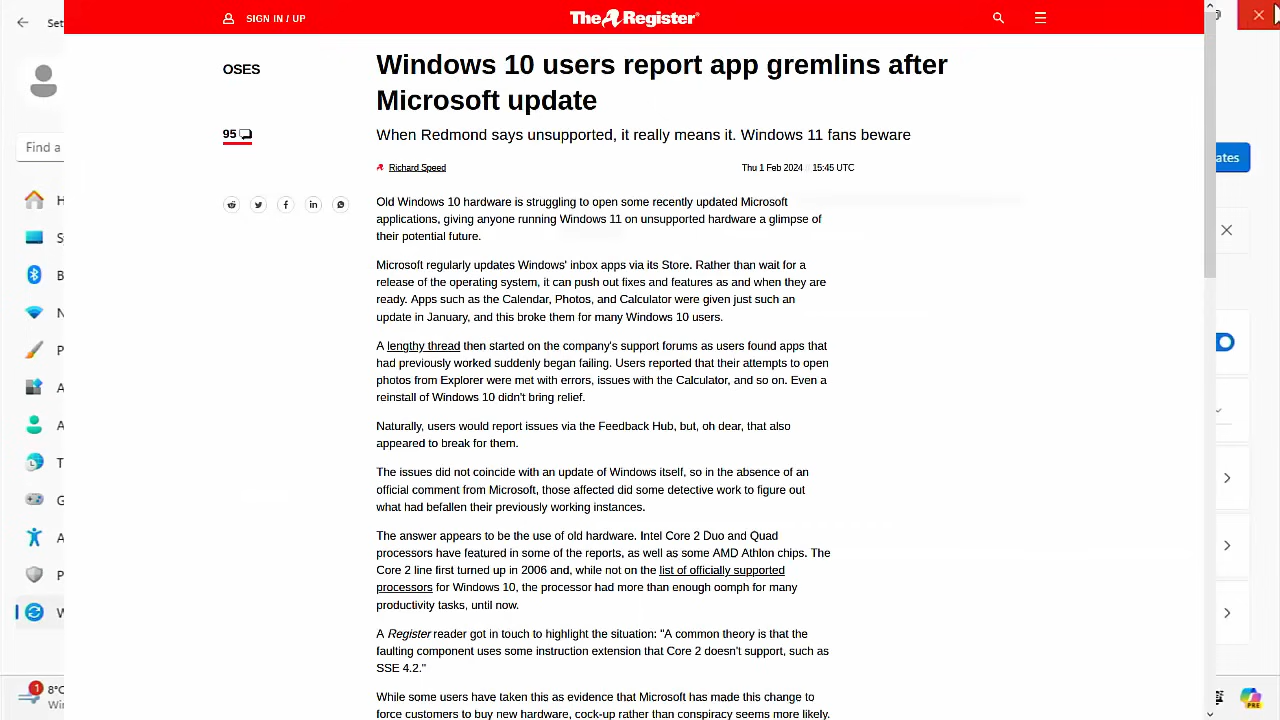 Set
SIGN IN / UP
The Register
OSES
Windows 10 users report app gremlins after
Microsoft update
95
When Redmond says unsupported, it really means it. Windows 11 fans beware
Richard Speed
Thu 1 Feb 2024 15:45 UTC
Find a
ates
Old Windows 10 hardware is struggling to open some recently updated Microsoft
applications, giving anyone running Windows 11 on unsupported hardware a glimpse of
their potential future.
Microsoft regularly updates Windows' inbox apps via its Store. Rather than wait for a
release of the operating system, it can push out fixes and features as and when they are
ready. Apps such as the Calendar, Photos, and Calculator were given just such an
update in January, and this broke them for many Windows 10 users.
A lengthy thread then started on the company's support forums as users found apps that
had previously worked suddenly began failing. Users reported that their attempts to open
photos from Explorer were met with errors, issues with the Calculator, and so on. Even a
reinstall of Windows 10 didn't bring relief.
Naturally, users would report issues via the Feedback Hub, but, oh dear, that also
appeared to break for them.
The issues did not coincide with an update of Windows itself, so in the absence of an
official comment from Microsoft, those affected did some detective work to figure out
what had befallen their previously working instances.
The answer appears to be the use of old hardware. Intel Core 2 Duo and Quad
processors have featured in some of the reports, as well as some AMD Athlon chips. The
Core 2 line first turned up in 2006 and, while not on the list of officially supported
processors for Windows 10, the processor had more than enough oomph for many
productivity tasks, until now.
A Register reader got in touch to highlight the situation: "A common theory is that the
faulting component uses some instruction extension that Core 2 doesn't support, such as
SSE 4.2."
While some users have taken this as evidence that Microsoft has made this change to
force customers to buy new hardware, cock-up rather than conspiracy seems more likely.
H
S
B
N
P
A
A
T
G
A
P
W
1
8°C
Win
PRE